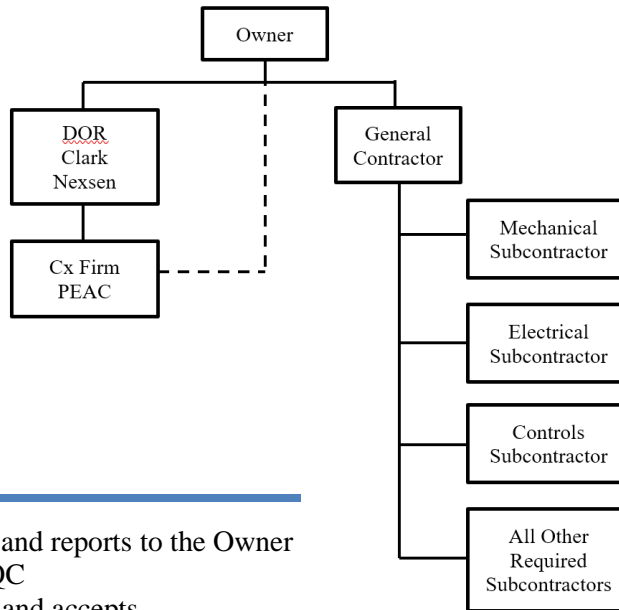 Owner
DOR
Clark
Nexsen
General
Contractor
Cx Firm
PEAC
Mechanical
Subcontractor
Electrical
Subcontractor
Controls
Subcontractor
All Other
Required
Subcontractors
and reports to the Owner
QC
and accepts